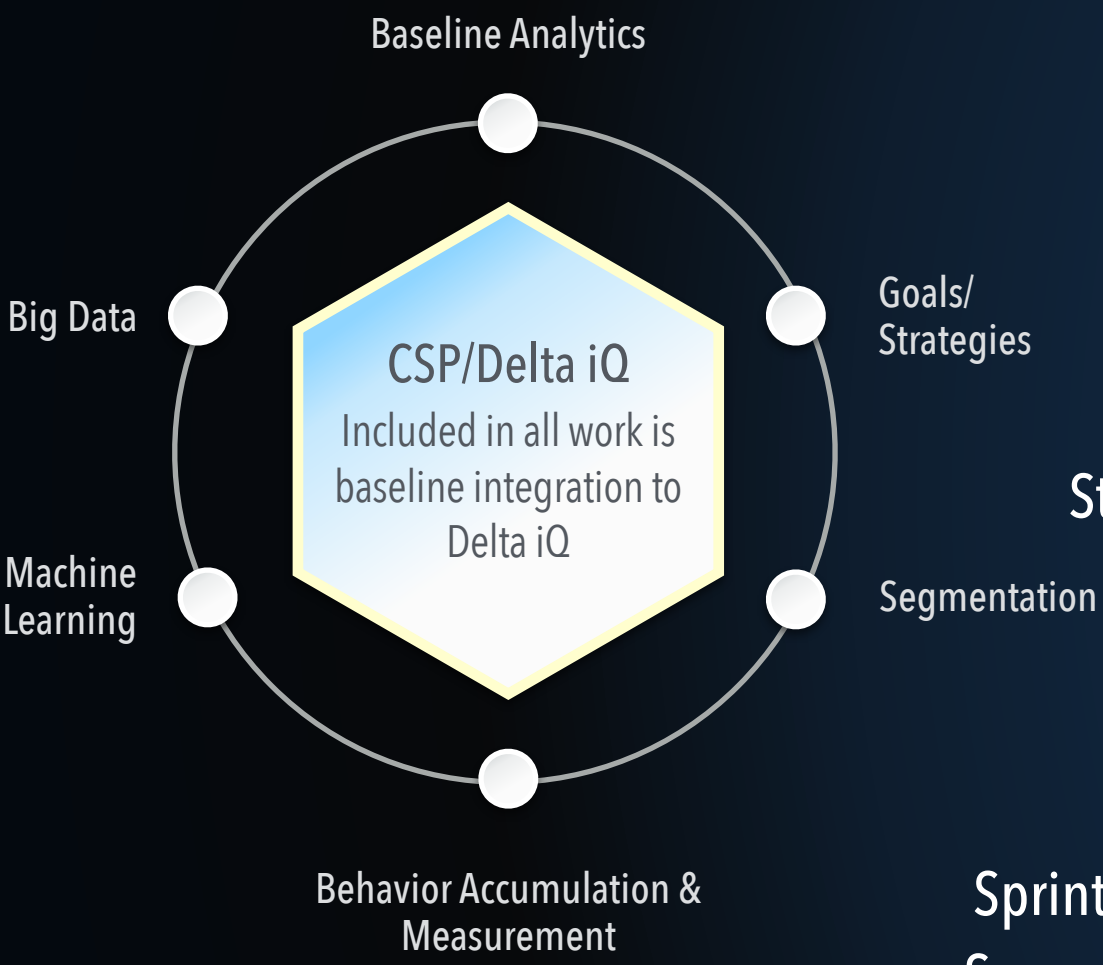 Baseline Analytics
Big Data
Goals/
Strategies
CSP/Delta iQ
Included in all work is
baseline integration to
Delta iQ
Machine
Learning
Segmentation
Behavior Accumulation &
Measurement
Sprint